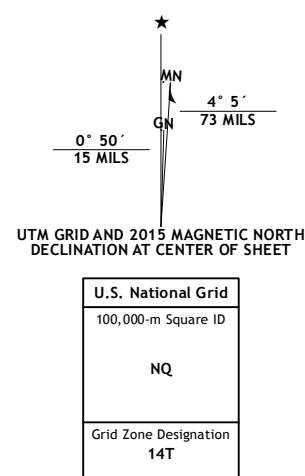 ★
MN
4° 5´
73 MILS
GN
0° 50´
15 MILS
UTM GRID AND 2015 MAGNETIC NORTH
DECLINATION AT CENTER OF SHEET
U.S. National Grid
100,000-m Square ID
NQ
Grid Zone Designation
14T